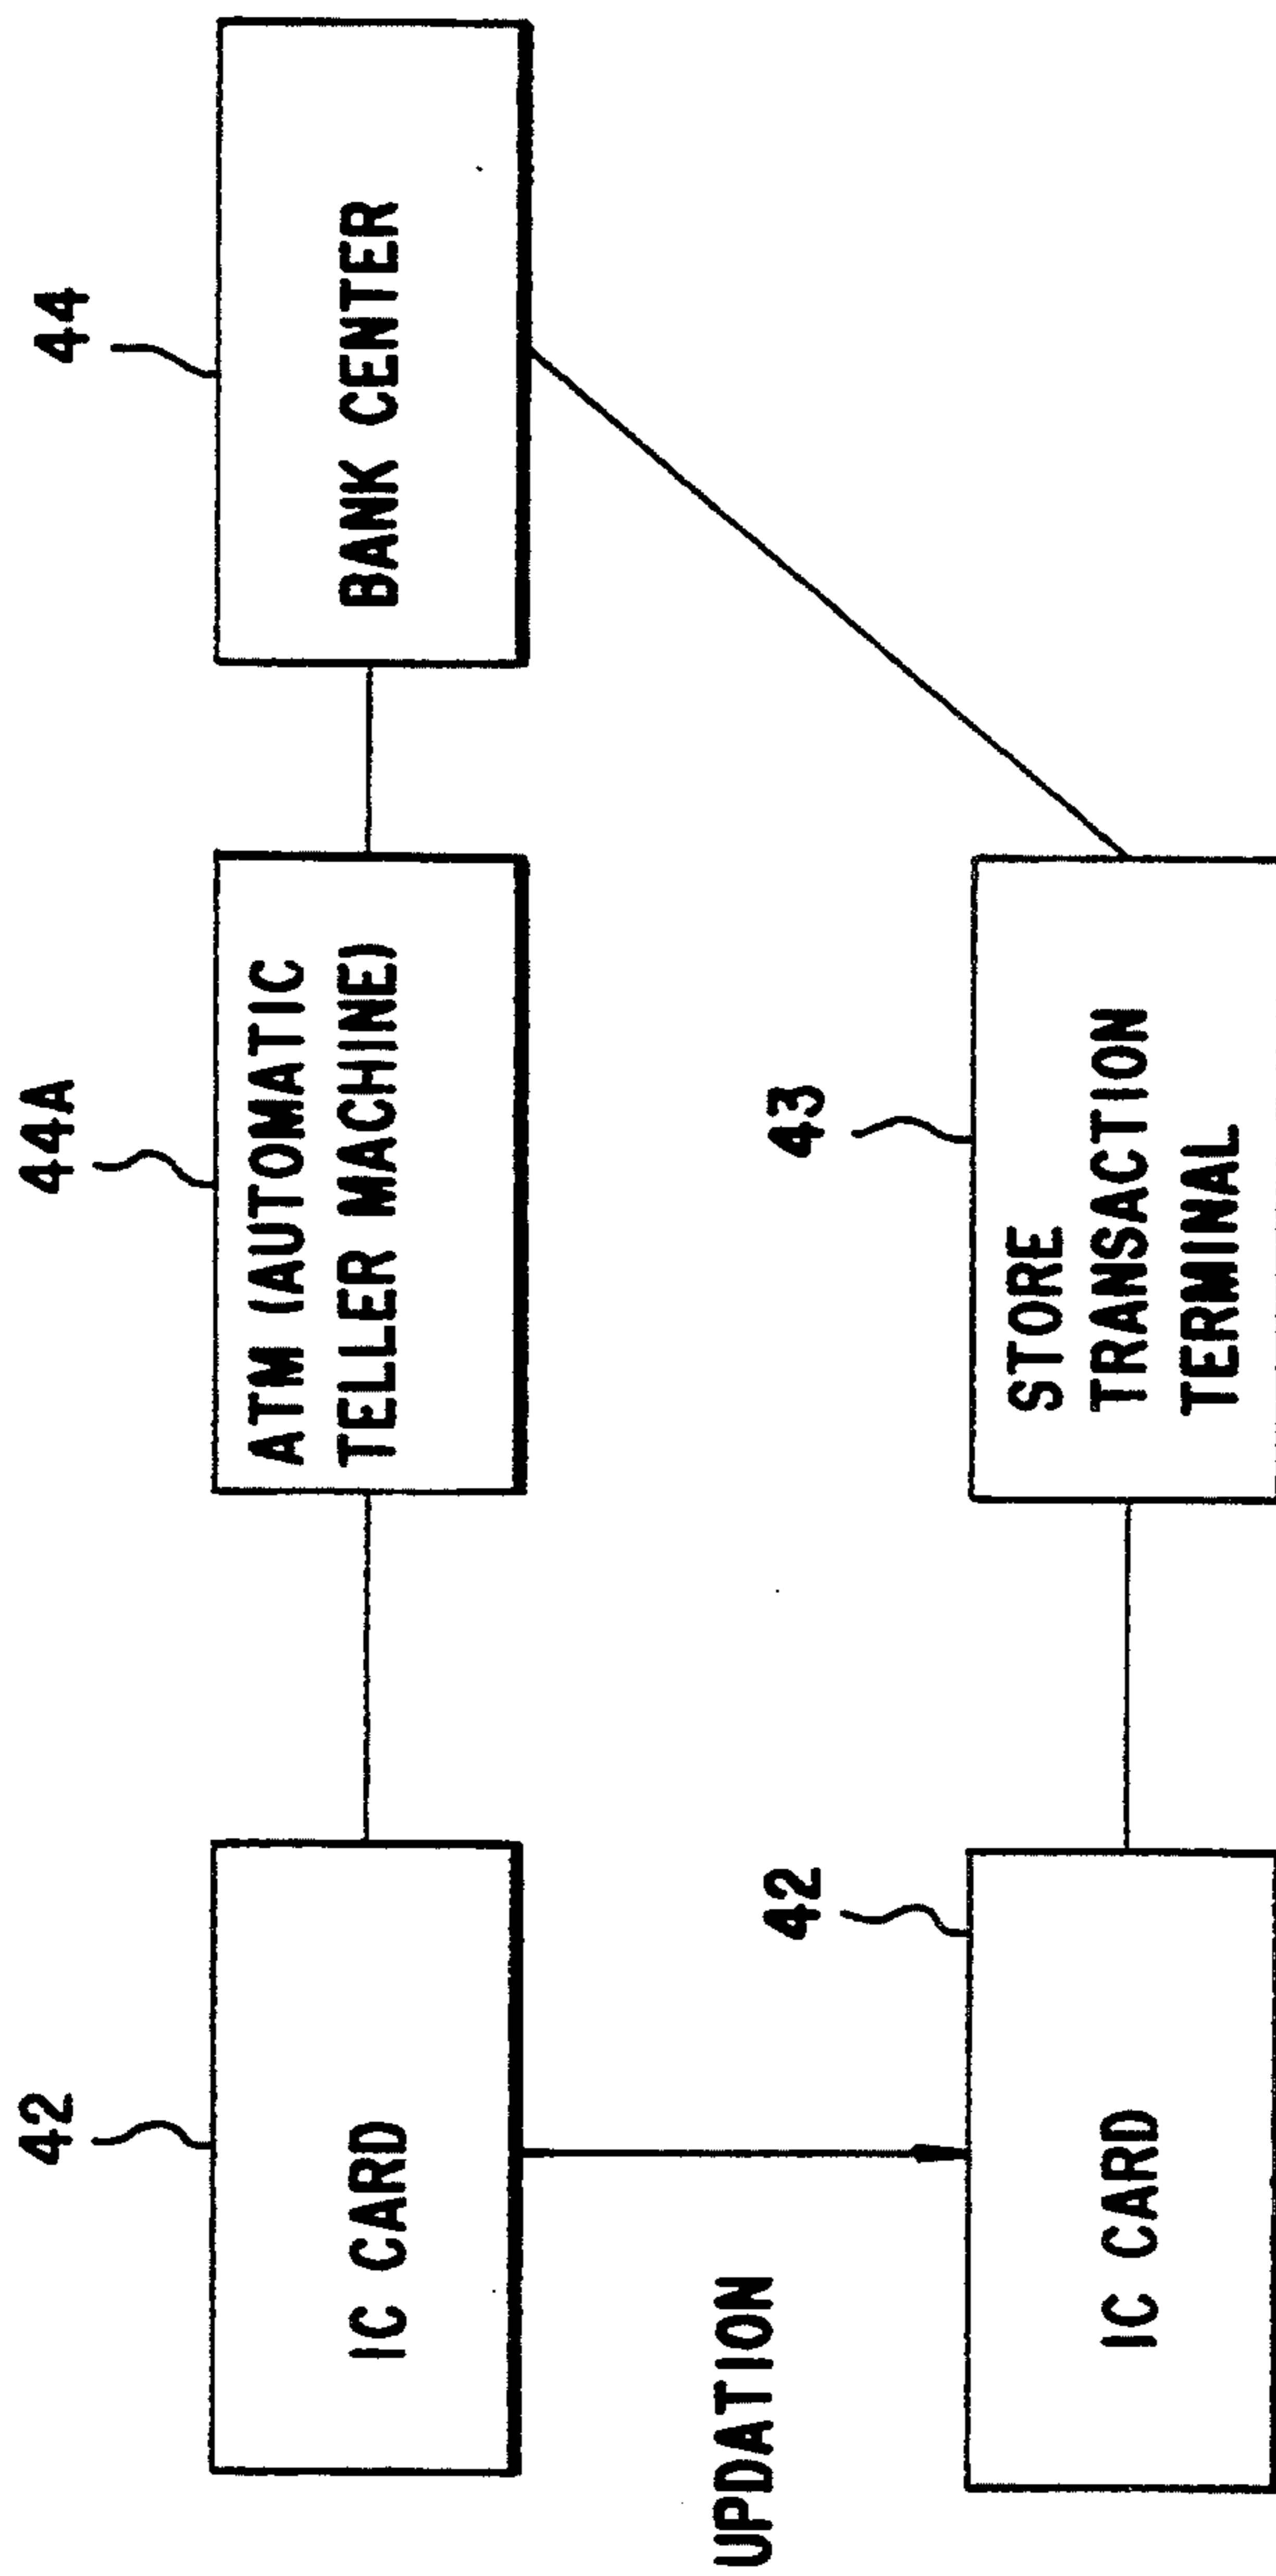 42
44A
44
IC CARD
ATM (AUTOMATIC
TELLER MACHINE)
BANK CENTER
UPDATION
42
43
IC CARD
STORE
TRANSACTION
TERMINAL